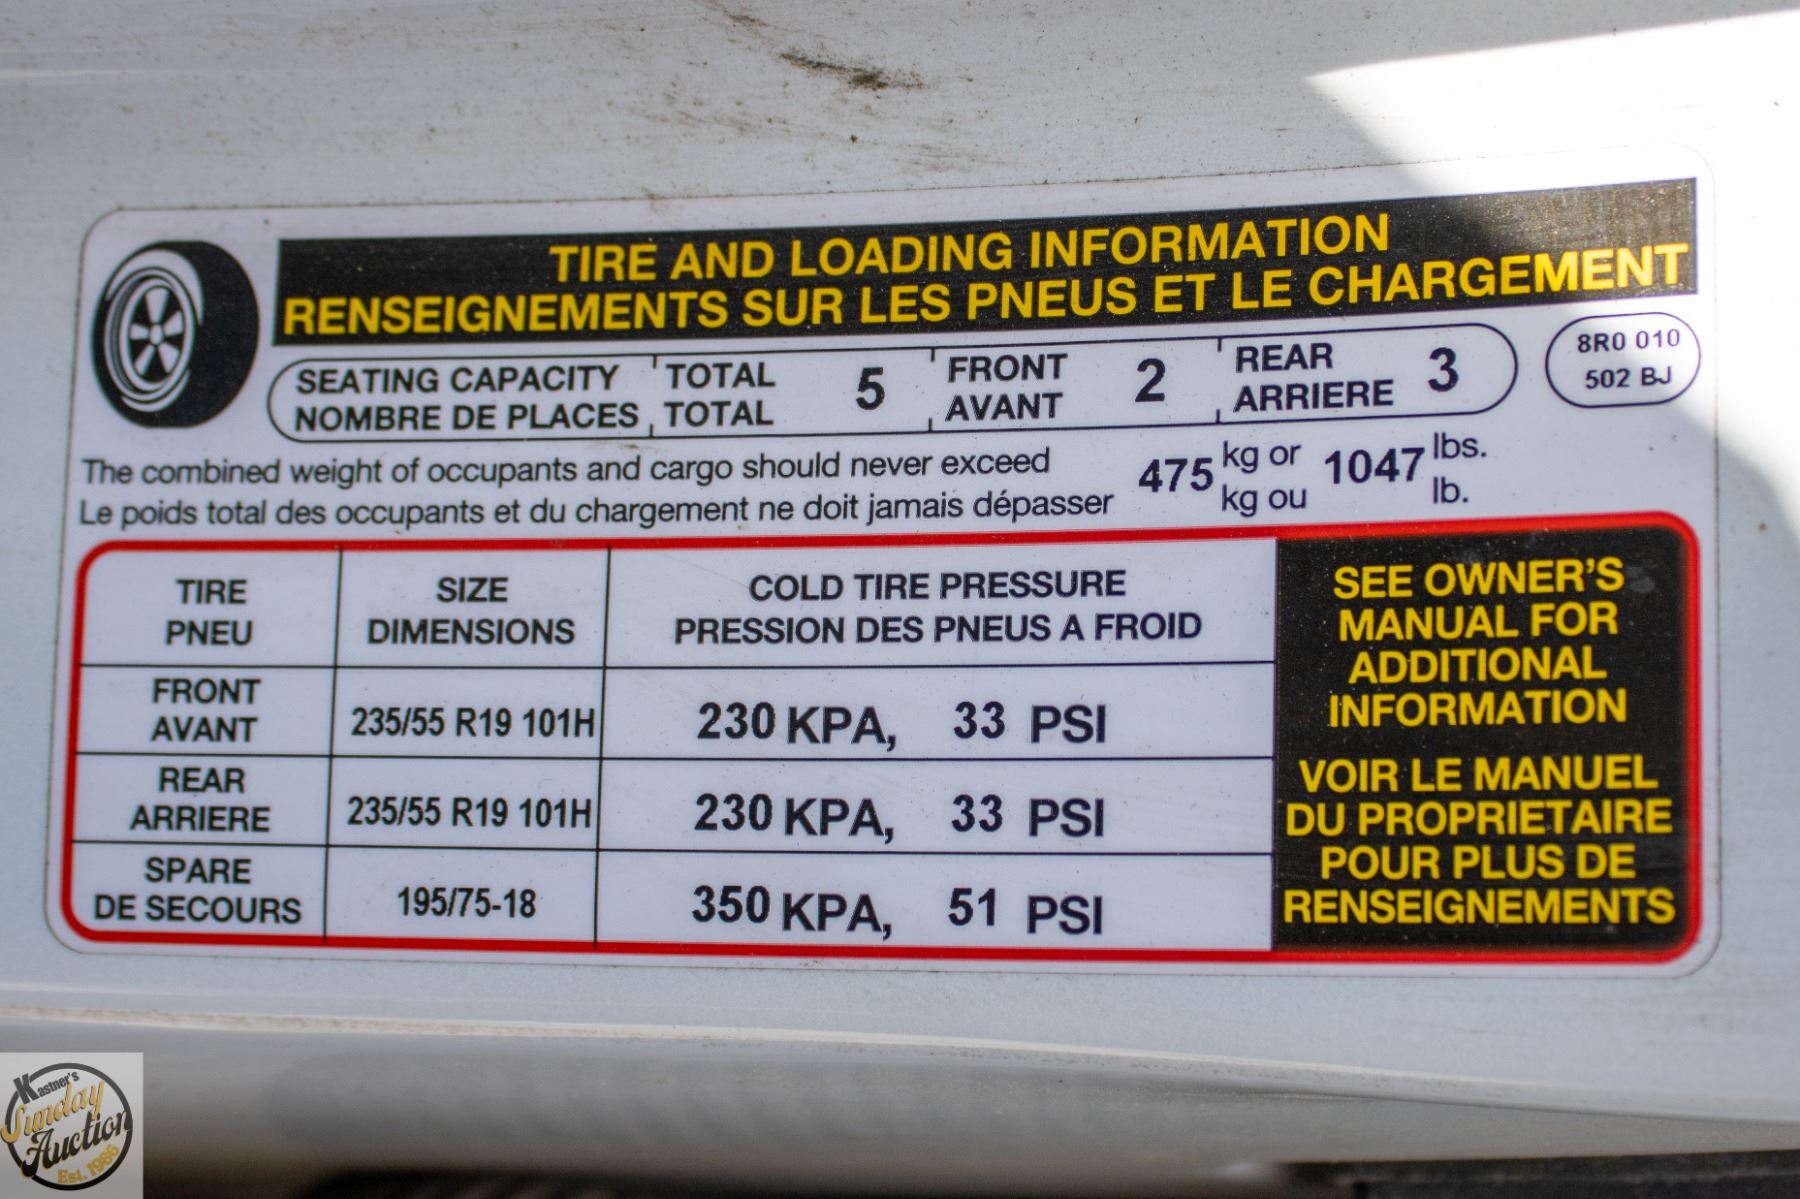 TIRE AND LOADING INFORMATION
RENSEIGNEMENTS SUR LES PNEUS ET LE CHARGEMENT
SEATING CAPACITY TOTAL 5 FRONT 2 REAR 3
NOMBRE DE PLACES TOTAL AVANT ARRIERE
8R0 010
502 BJ
The combined weight of occupants and cargo should never exceed 475 kg or 1047 lbs.
Le poids total des occupants et du chargement ne doit jamais dépasser kg ou lb.
TIRE SIZE COLD TIRE PRESSURE
PNEU DIMENSIONS PRESSION DES PNEUS A FROID
FRONT
AVANT 235/55 R19 101H 230 KPA, 33 PSI
REAR
ARRIERE 235/55 R19 101H 230 KPA, 33 PSI
SPARE
DE SECOURS 195/75-18 350 KPA, 51 PSI
SEE OWNER'S
MANUAL FOR
ADDITIONAL
INFORMATION
VOIR LE MANUEL
DU PROPRIETAIRE
POUR PLUS DE
RENSEIGNEMENTS
Kastner's
Sunday
Auction
Est. 1986